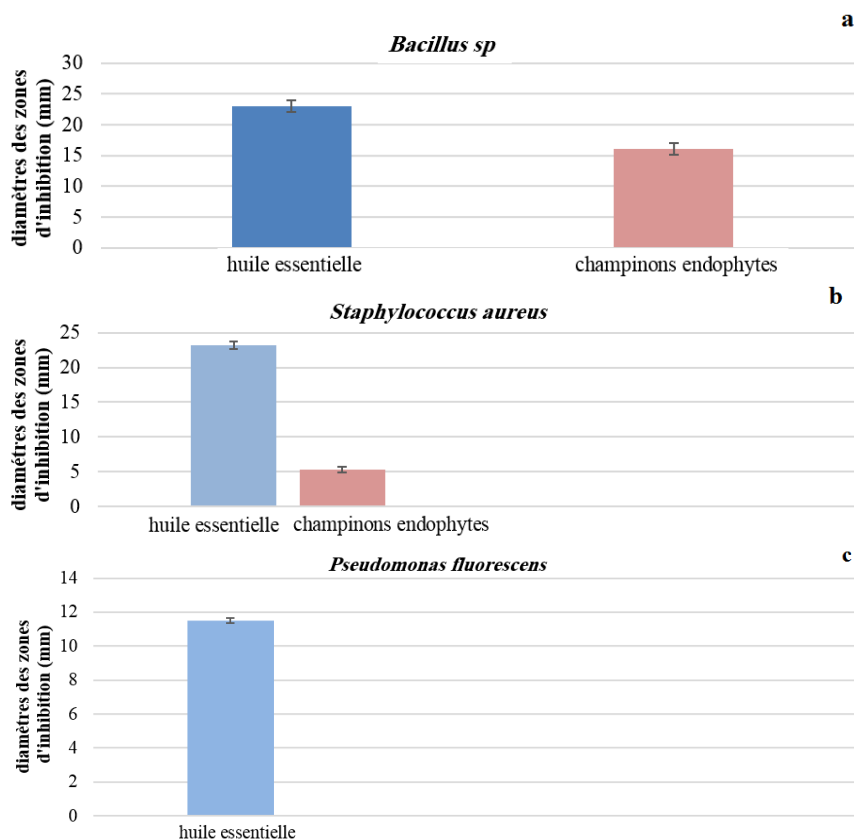 a
Bacillus sp
diamètres des zones
d'inhibition (mm)
30
25
20
15
10
5
0
huile essentielle
champinons endophytes
b
Staphylococcus aureus
diamétres des zones
d'inhibition (mm)
25
20
15
10
5
0
huile essentielle
champinons endophytes
c
Pseudomonas fluorescens
diamètres des zones
d'inhibition (mm)
14
12
10
8
6
4
2
0
huile essentielle